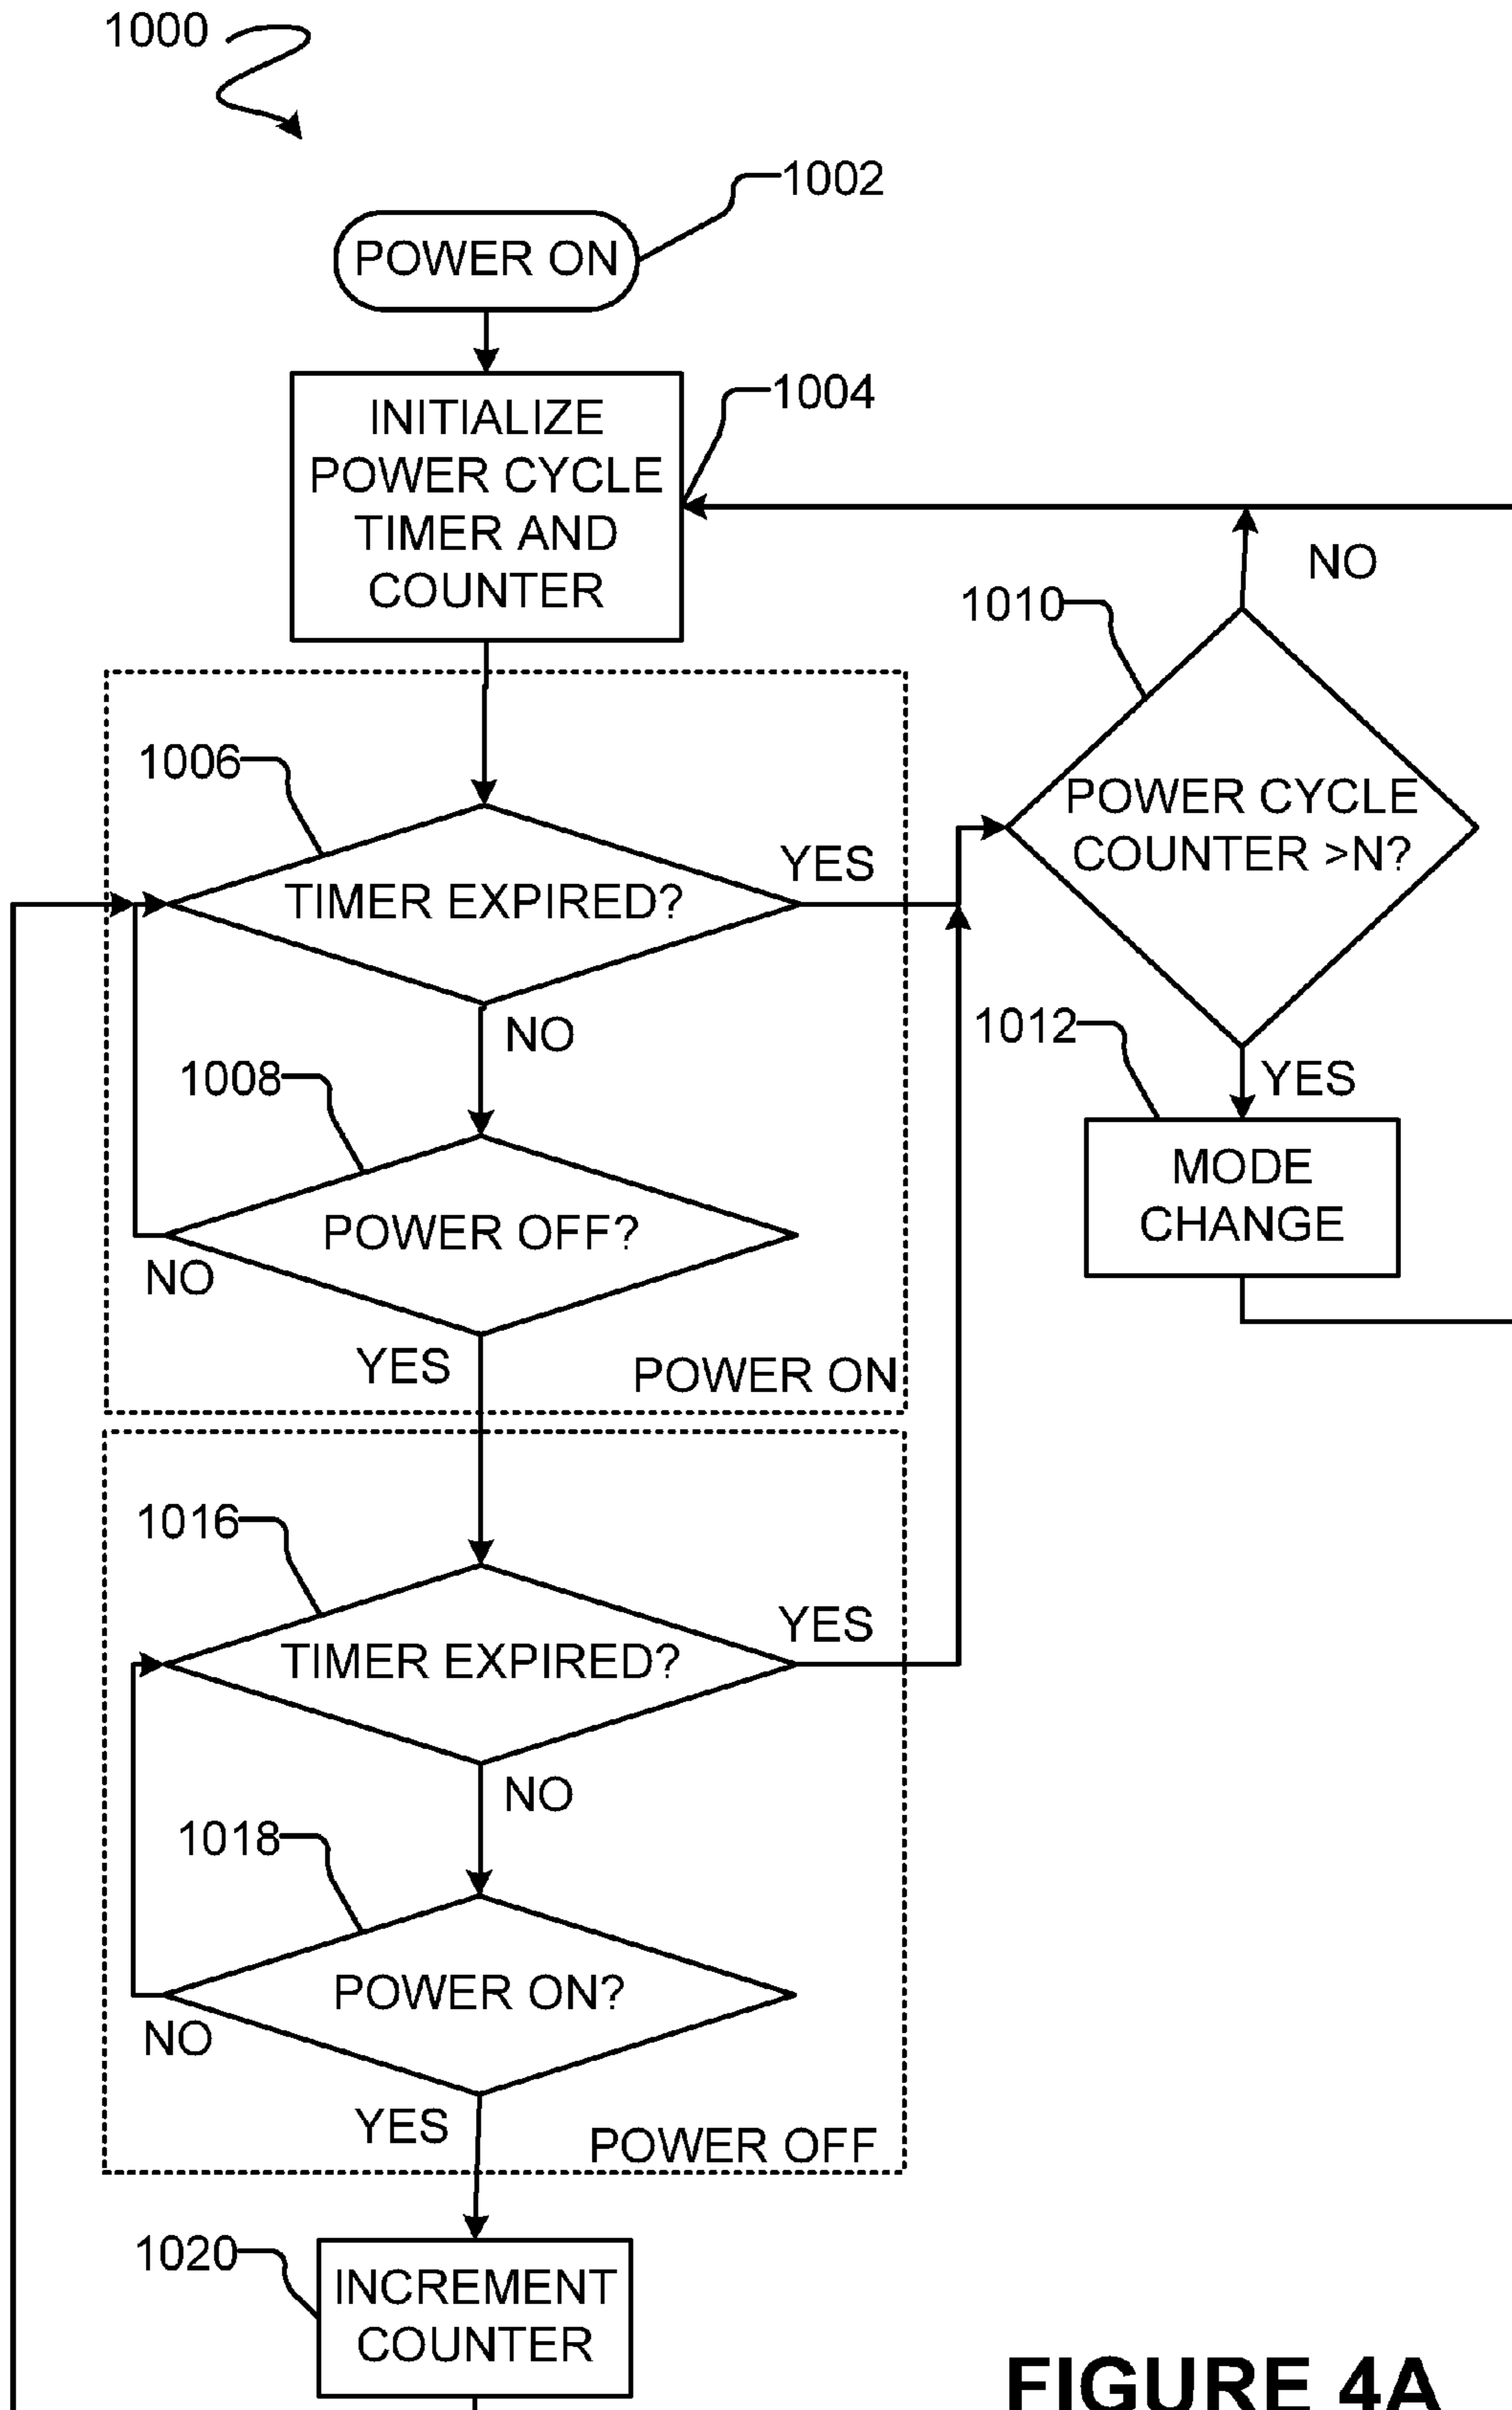 1000
1002
POWER ON
1004
INITIALIZE
POWER CYCLE
TIMER AND
COUNTER
NO
1010
1006
POWER CYCLE
COUNTER >N?
YES
TIMER EXPIRED?
NO
1012
1008
YES
MODE
CHANGE
POWER OFF?
NO
YES
POWER ON
1016
YES
TIMER EXPIRED?
NO
1018
POWER ON?
NO
YES
POWER OFF
1020
INCREMENT
COUNTER
FIGURE 4A